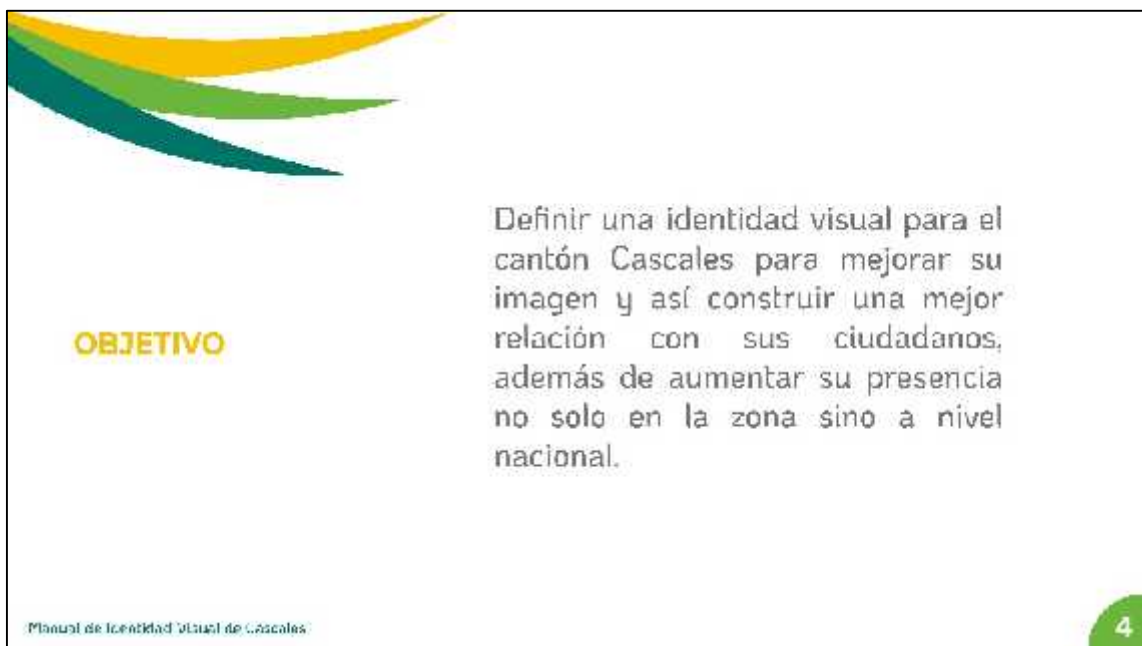 OBJETIVO
Definir una identidad visual para el
cantón Cascales para mejorar su
imagen y así construir una mejor
relación con sus ciudadanos,
además de aumentar su presencia
no solo en la zona sino a nivel
nacional.
Manual de Identidad Visual de Cascales
4